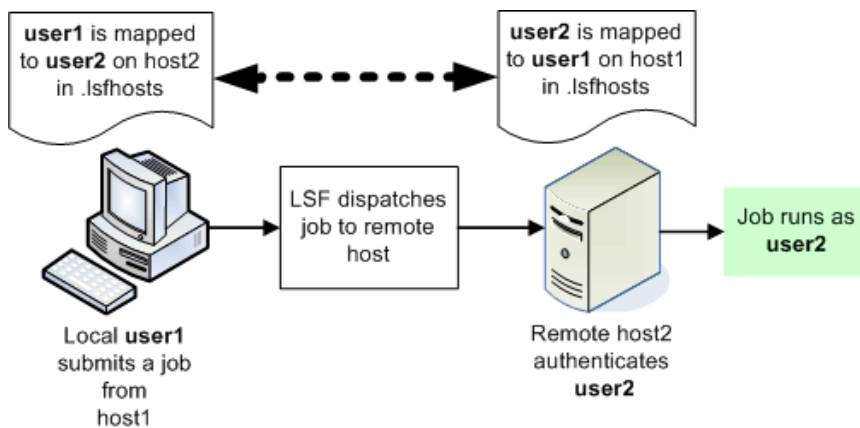 user1 is mapped
to user2 on host2
in .lsfhosts
user2 is mapped
to user1 on host1
in .lsfhosts
LSF dispatches
job to remote
host
Job runs as
user2
Local user1
submits a job
from
host1
Remote host2
authenticates
user2